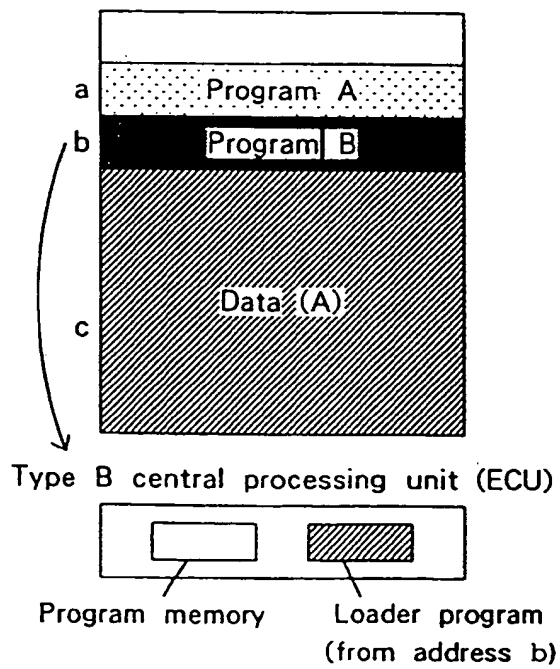 a
Program A
b
Program B
Data (A)
c
Type B central processing unit (ECU)
Program memory
Loader program
(from address b)